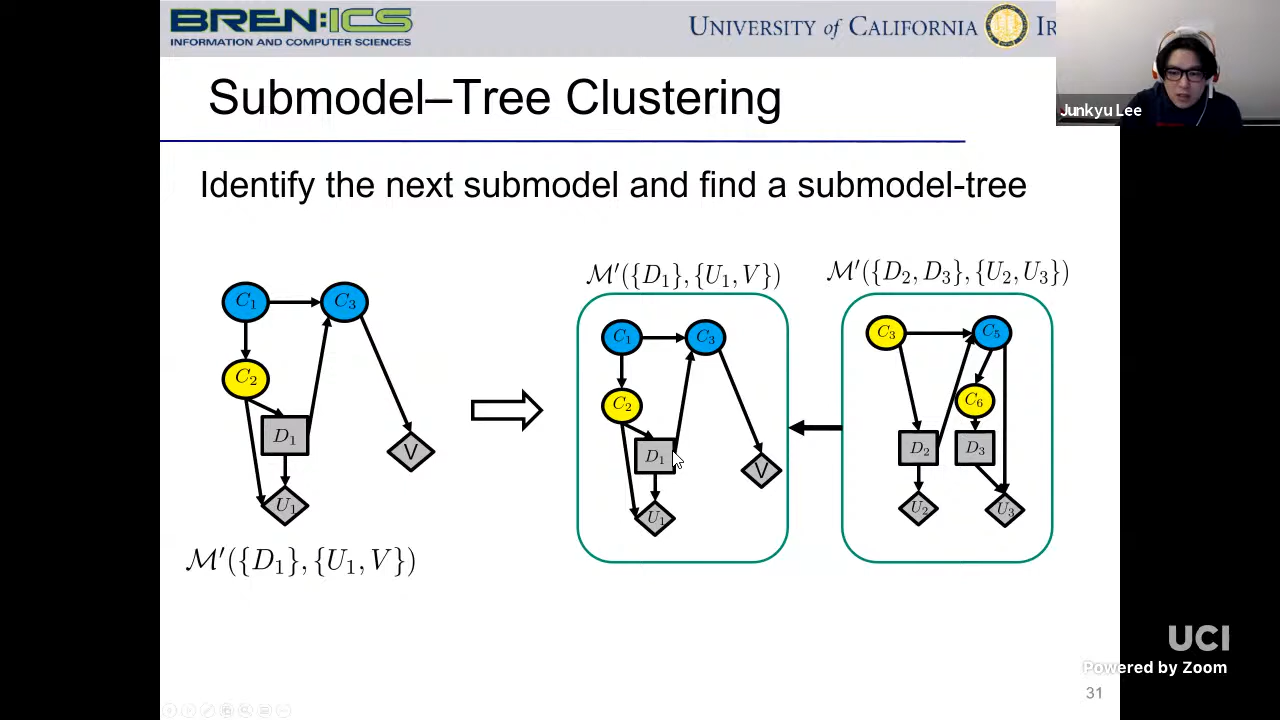 BREN:ICS
INFORMATION AND COMPUTER SCIENCES
UNIVERSITY of CALIFORNIA IR
Junkyu Lee
Submodel–Tree Clustering
Identify the next submodel and find a submodel-tree
M′({D₁}, {U₁, V})
M′({D₂, D₃}, {U₂, U₃})
C₁ C₃
C₂
D₁
V
U₁
M′({D₁}, {U₁, V})
C₁ C₃
C₂
D₁
V
U₁
C₃ C₅
C₆
D₂ D₃
U₂ U₃
UCI
Powered by Zoom
31